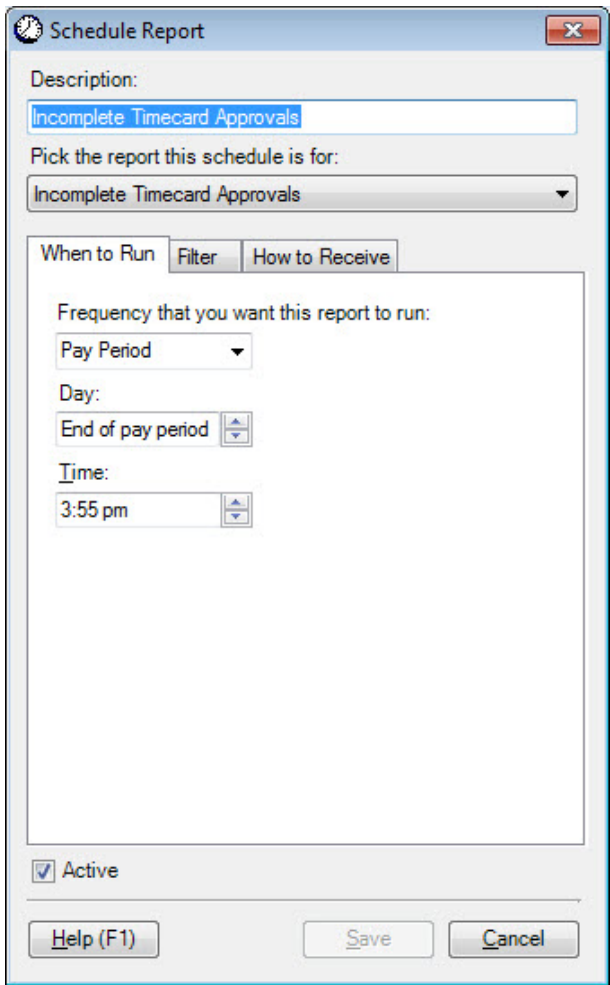 Schedule Report
Description:
Incomplete Timecard Approvals
Pick the report this schedule is for:
Incomplete Timecard Approvals
When to Run Filter How to Receive
Frequency that you want this report to run:
Pay Period
Day:
End of pay period
Time:
3:55 pm
Active
Help (F1) Save Cancel